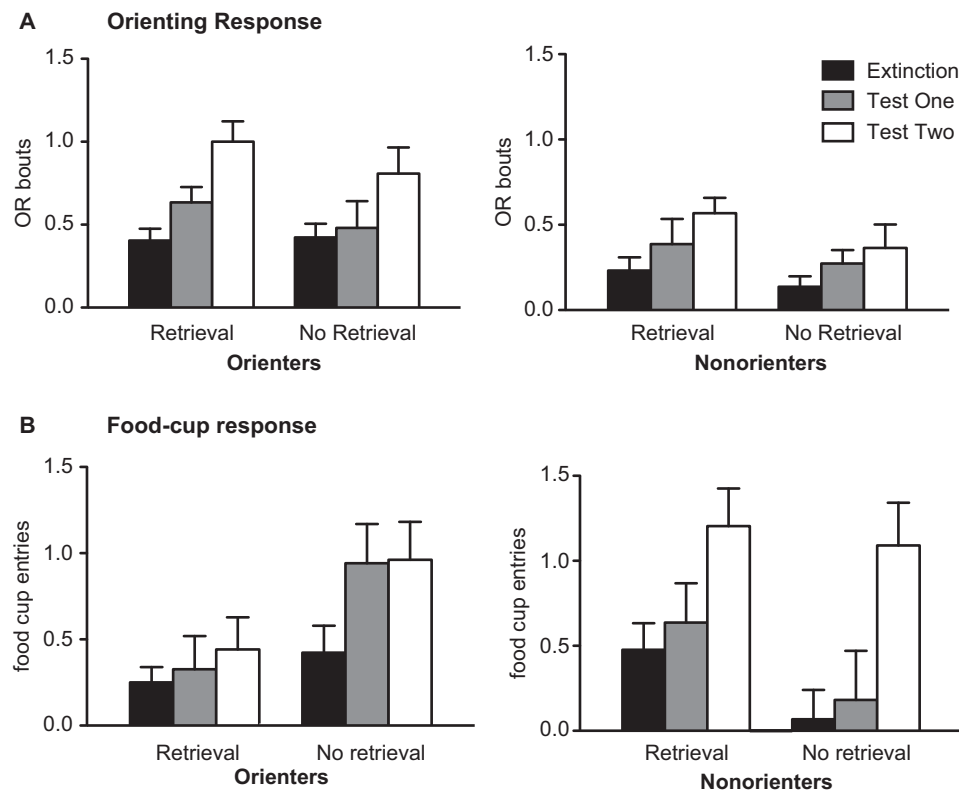 A Orienting Response
1.5
1.0
0.5
0.0
OR bouts
Retrieval No Retrieval
Orienters
1.5
1.0
0.5
0.0
OR bouts
Retrieval No Retrieval
Nonorienters
Extinction
Test One
Test Two
B Food-cup response
1.5
1.0
0.5
0.0
food cup entries
Retrieval No retrieval
Orienters
1.5
1.0
0.5
0.0
food cup entries
Retrieval No retrieval
Nonorienters